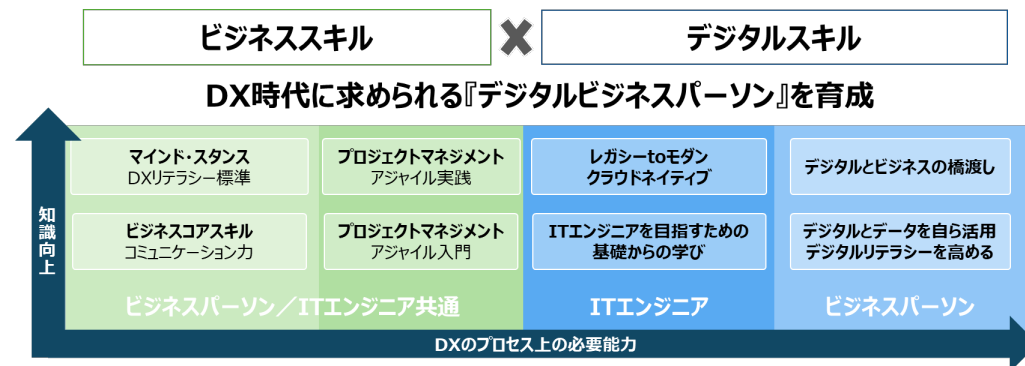 ビジネススキル
デジタルスキル
DX時代に求められる『デジタルビジネスパーソン』を育成
知識向上
マインド・スタンス
DXリテラシー標準
プロジェクトマネジメント
アジャイル実践
レガシーtoモダン
クラウドネイティブ
デジタルとビジネスの橋渡し
ビジネスコアスキル
コミュニケーション力
プロジェクトマネジメント
アジャイル入門
ITエンジニアを目指すための
基礎からの学び
デジタルとデータを自ら活用
デジタルリテラシーを高める
ビジネスパーソン／ITエンジニア共通
ITエンジニア
ビジネスパーソン
DXのプロセス上の必要能力